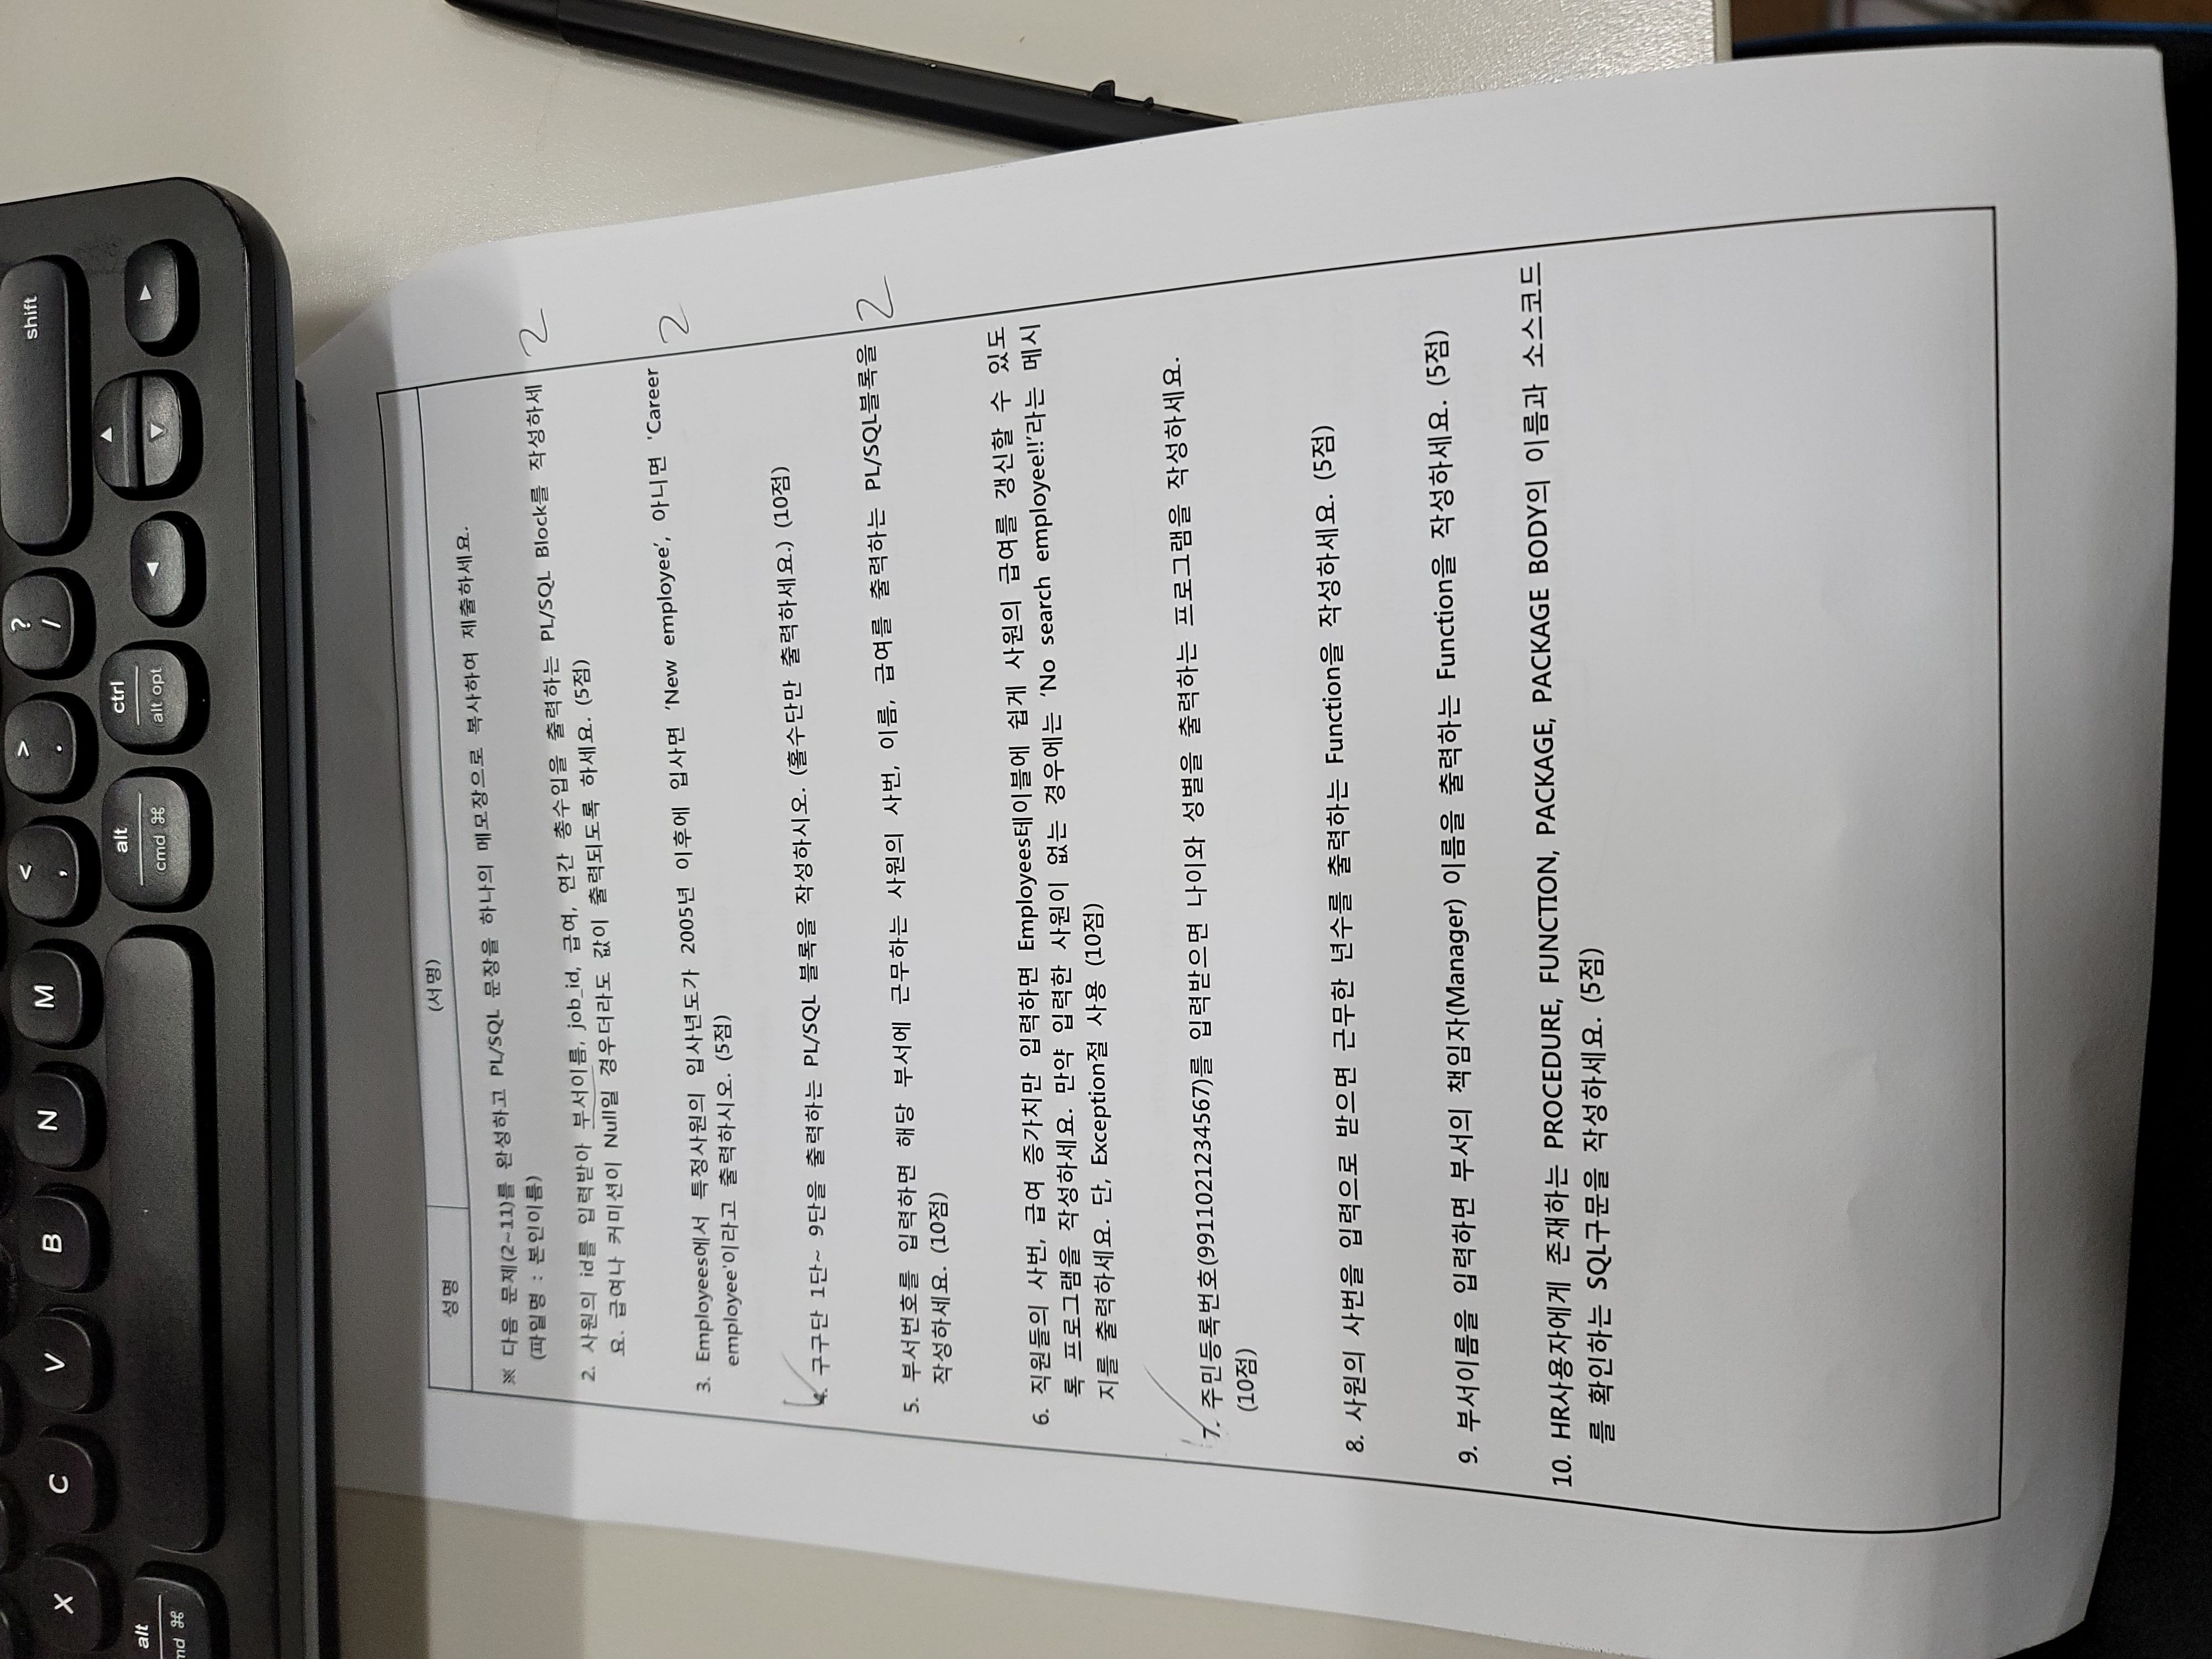 ? shift
X C V B N M < , > . /
alt alt ctrl
md ⌘ cmd ⌘ alt opt
성명 (서명)
※ 다음 문제(2~11)를 완성하고 PL/SQL 문장을 하나의 메모장으로 복사하여 제출하세요.
(파일명 : 본인이름)
2. 사원의 id를 입력받아 부서이름, job_id, 급여, 연간 총수입을 출력하는 PL/SQL Block를 작성하세 2
요. 급여나 커미션이 Null일 경우더라도 값이 출력되도록 하세요. (5점)
3. Employees에서 특정사원의 입사년도가 2005년 이후에 입사면 ‘New employee’, 아니면 'Career 2
employee'이라고 출력하시오. (5점)
4. 구구단 1단~ 9단을 출력하는 PL/SQL 블록을 작성하시오. (홀수단만 출력하세요.) (10점)
5. 부서번호를 입력하면 해당 부서에 근무하는 사원의 사번, 이름, 급여를 출력하는 PL/SQL블록을 2
작성하세요. (10점)
6. 직원들의 사번, 급여 증가치만 입력하면 Employees테이블에 쉽게 사원의 급여를 갱신할 수 있도
록 프로그램을 작성하세요. 만약 입력한 사원이 없는 경우에는 ‘No search employee!!’라는 메시
지를 출력하세요. 단, Exception절 사용 (10점)
7. 주민등록번호(9911021234567)를 입력받으면 나이와 성별을 출력하는 프로그램을 작성하세요.
(10점)
8. 사원의 사번을 입력으로 받으면 근무한 년수를 출력하는 Function을 작성하세요. (5점)
9. 부서이름을 입력하면 부서의 책임자(Manager) 이름을 출력하는 Function을 작성하세요. (5점)
10. HR사용자에게 존재하는 PROCEDURE, FUNCTION, PACKAGE, PACKAGE BODY의 이름과 소스코드
를 확인하는 SQL구문을 작성하세요. (5점)